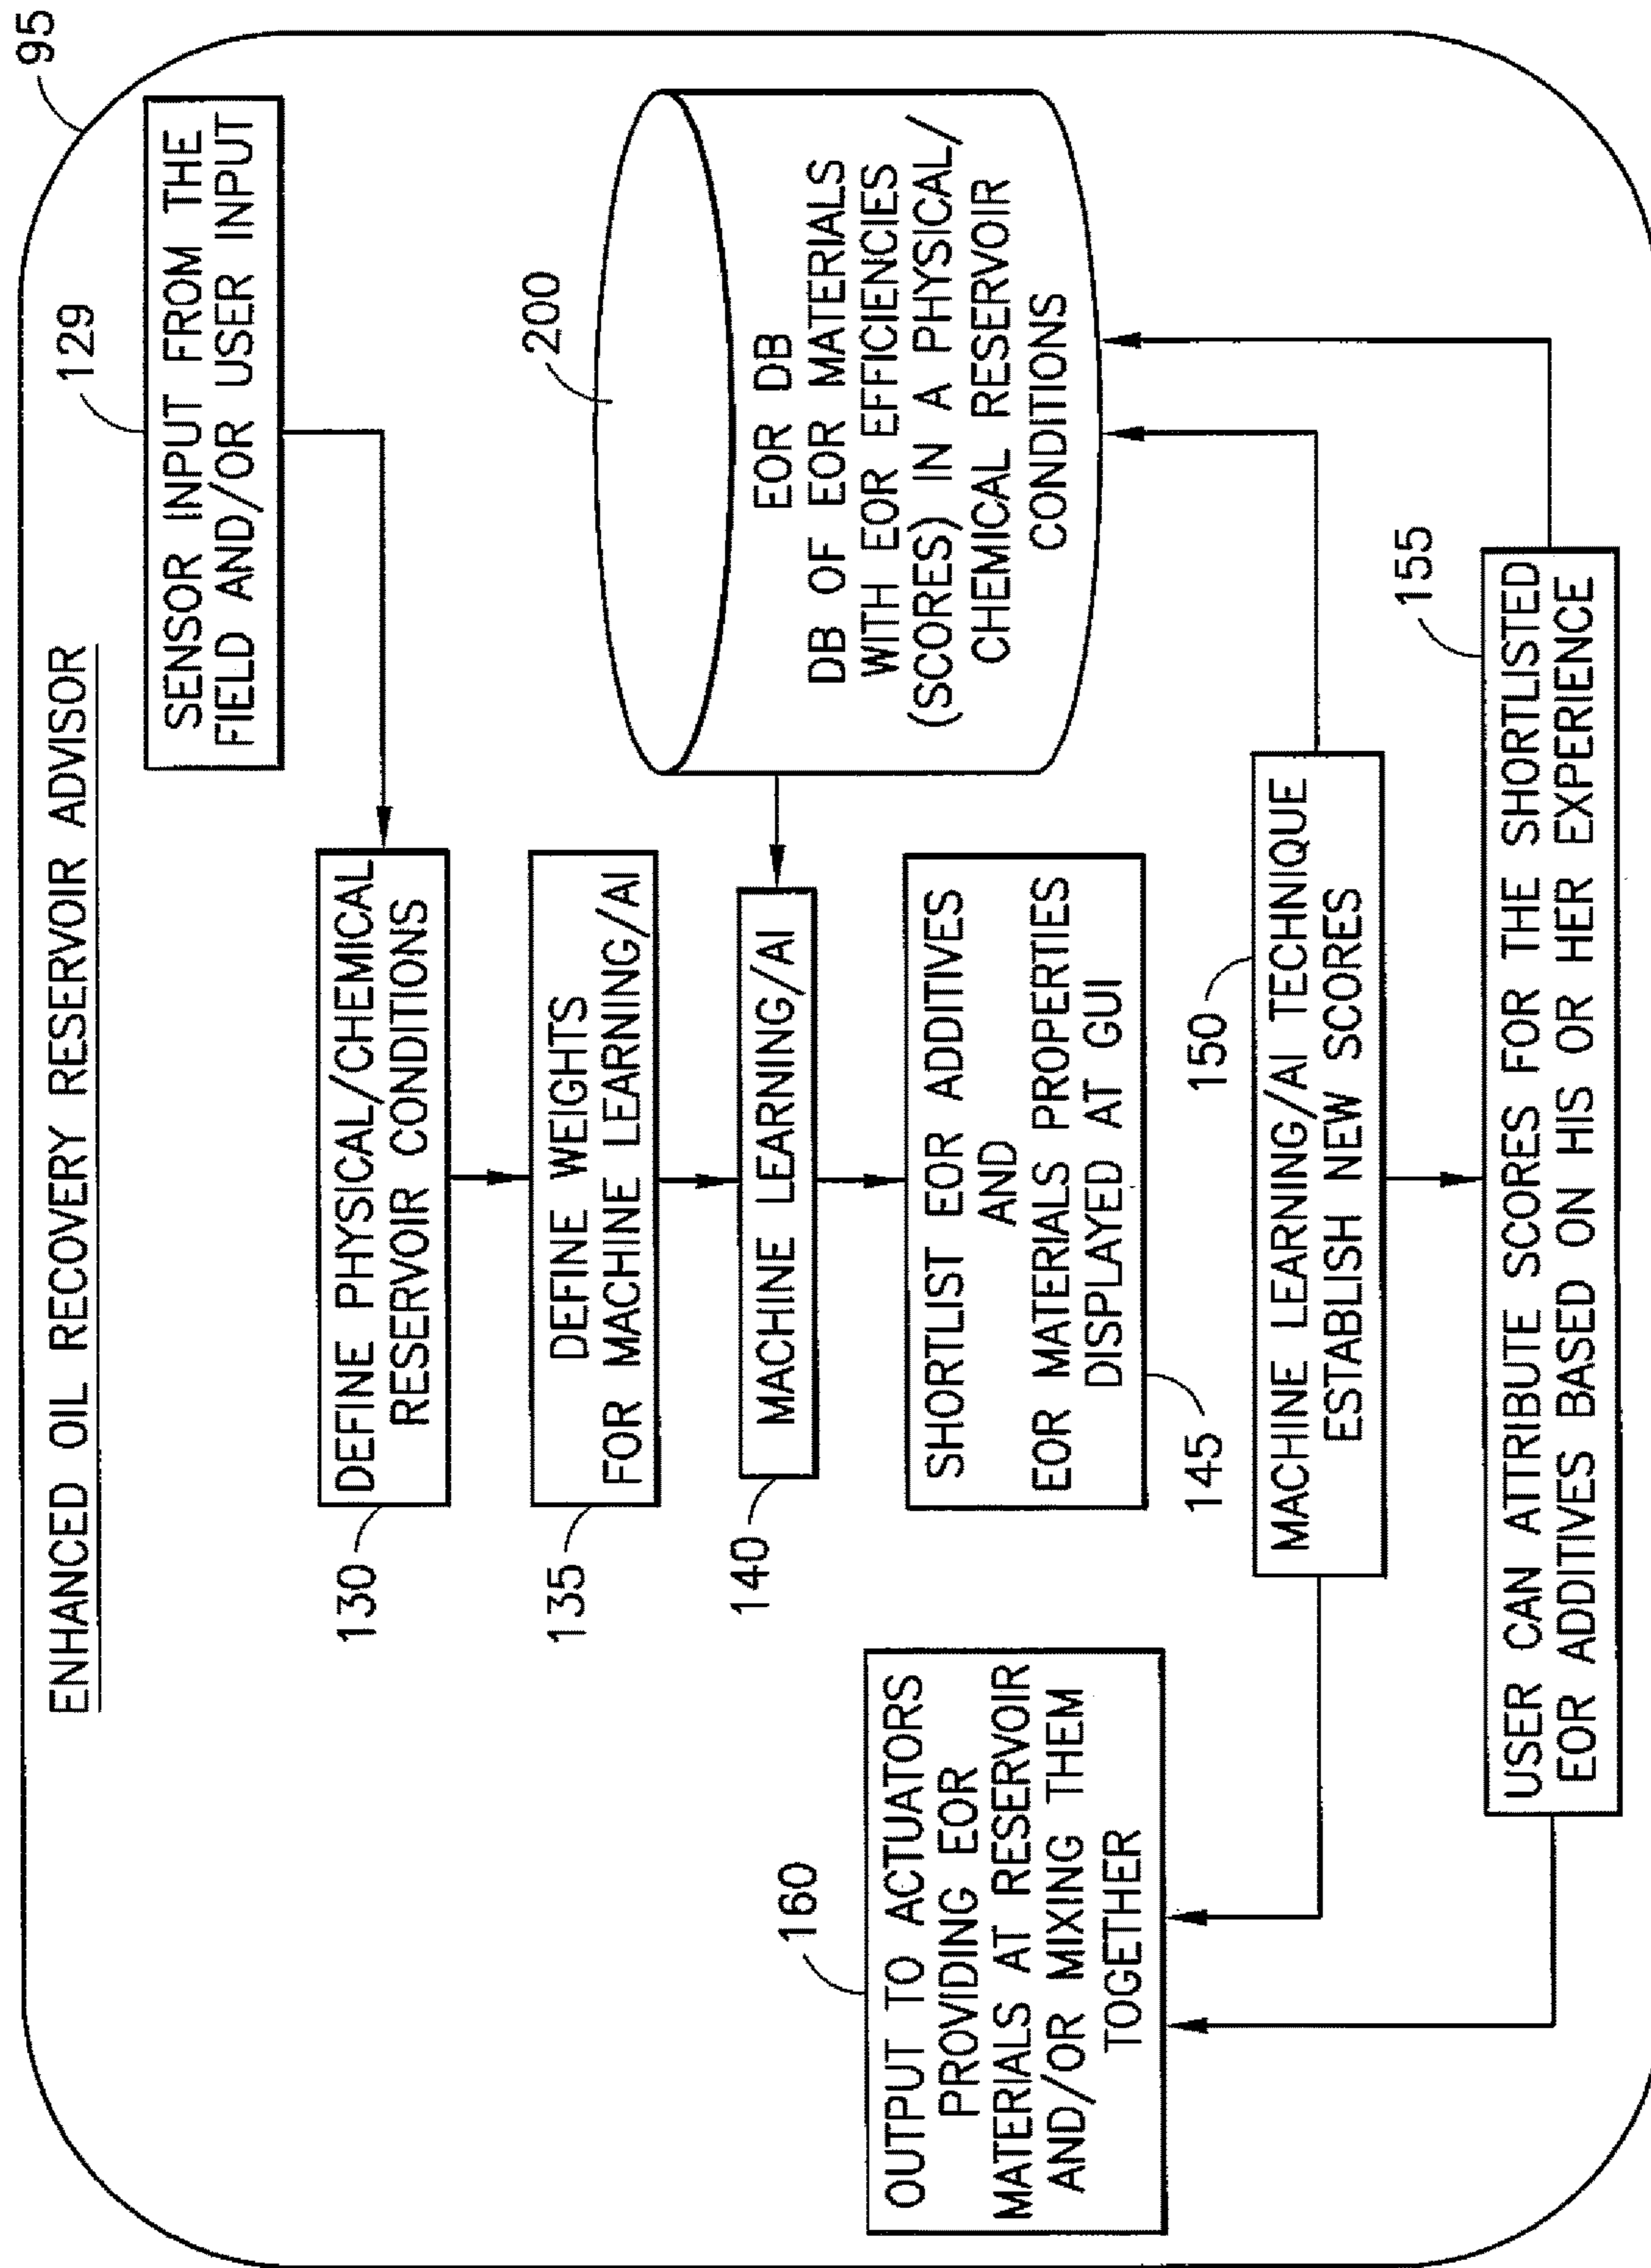 95
ENHANCED OIL RECOVERY RESERVOIR ADVISOR
129
SENSOR INPUT FROM THE
FIELD AND/OR USER INPUT
130
DEFINE PHYSICAL/CHEMICAL
RESERVOIR CONDITIONS
135
DEFINE WEIGHTS
FOR MACHINE LEARNING/AI
140
MACHINE LEARNING/AI
200
EOR DB
DB OF EOR MATERIALS
WITH EOR EFFICIENCIES
(SCORES) IN A PHYSICAL/
CHEMICAL RESERVOIR
CONDITIONS
SHORTLIST EOR ADDITIVES
AND
EOR MATERIALS PROPERTIES
DISPLAYED AT GUI
145
160
OUTPUT TO ACTUATORS
PROVIDING EOR
MATERIALS AT RESERVOIR
AND/OR MIXING THEM
TOGETHER
150
MACHINE LEARNING/AI TECHNIQUE
ESTABLISH NEW SCORES
155
USER CAN ATTRIBUTE SCORES FOR THE SHORTLISTED
EOR ADDITIVES BASED ON HIS OR HER EXPERIENCE